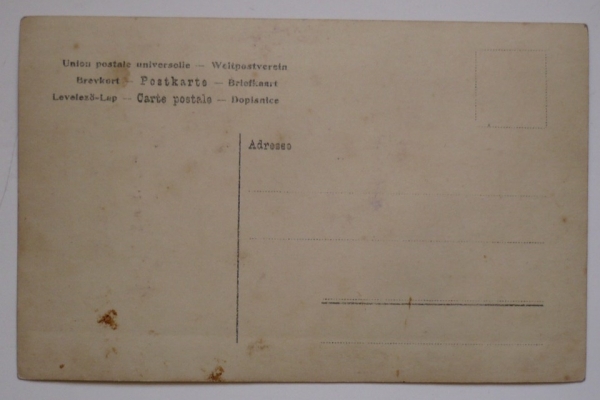 Union postale universelle — Weltpostverein
Brevkort — Postkarte — Briefkaart
Levelező-Lap — Carte postale — Dopisnice
Adresse